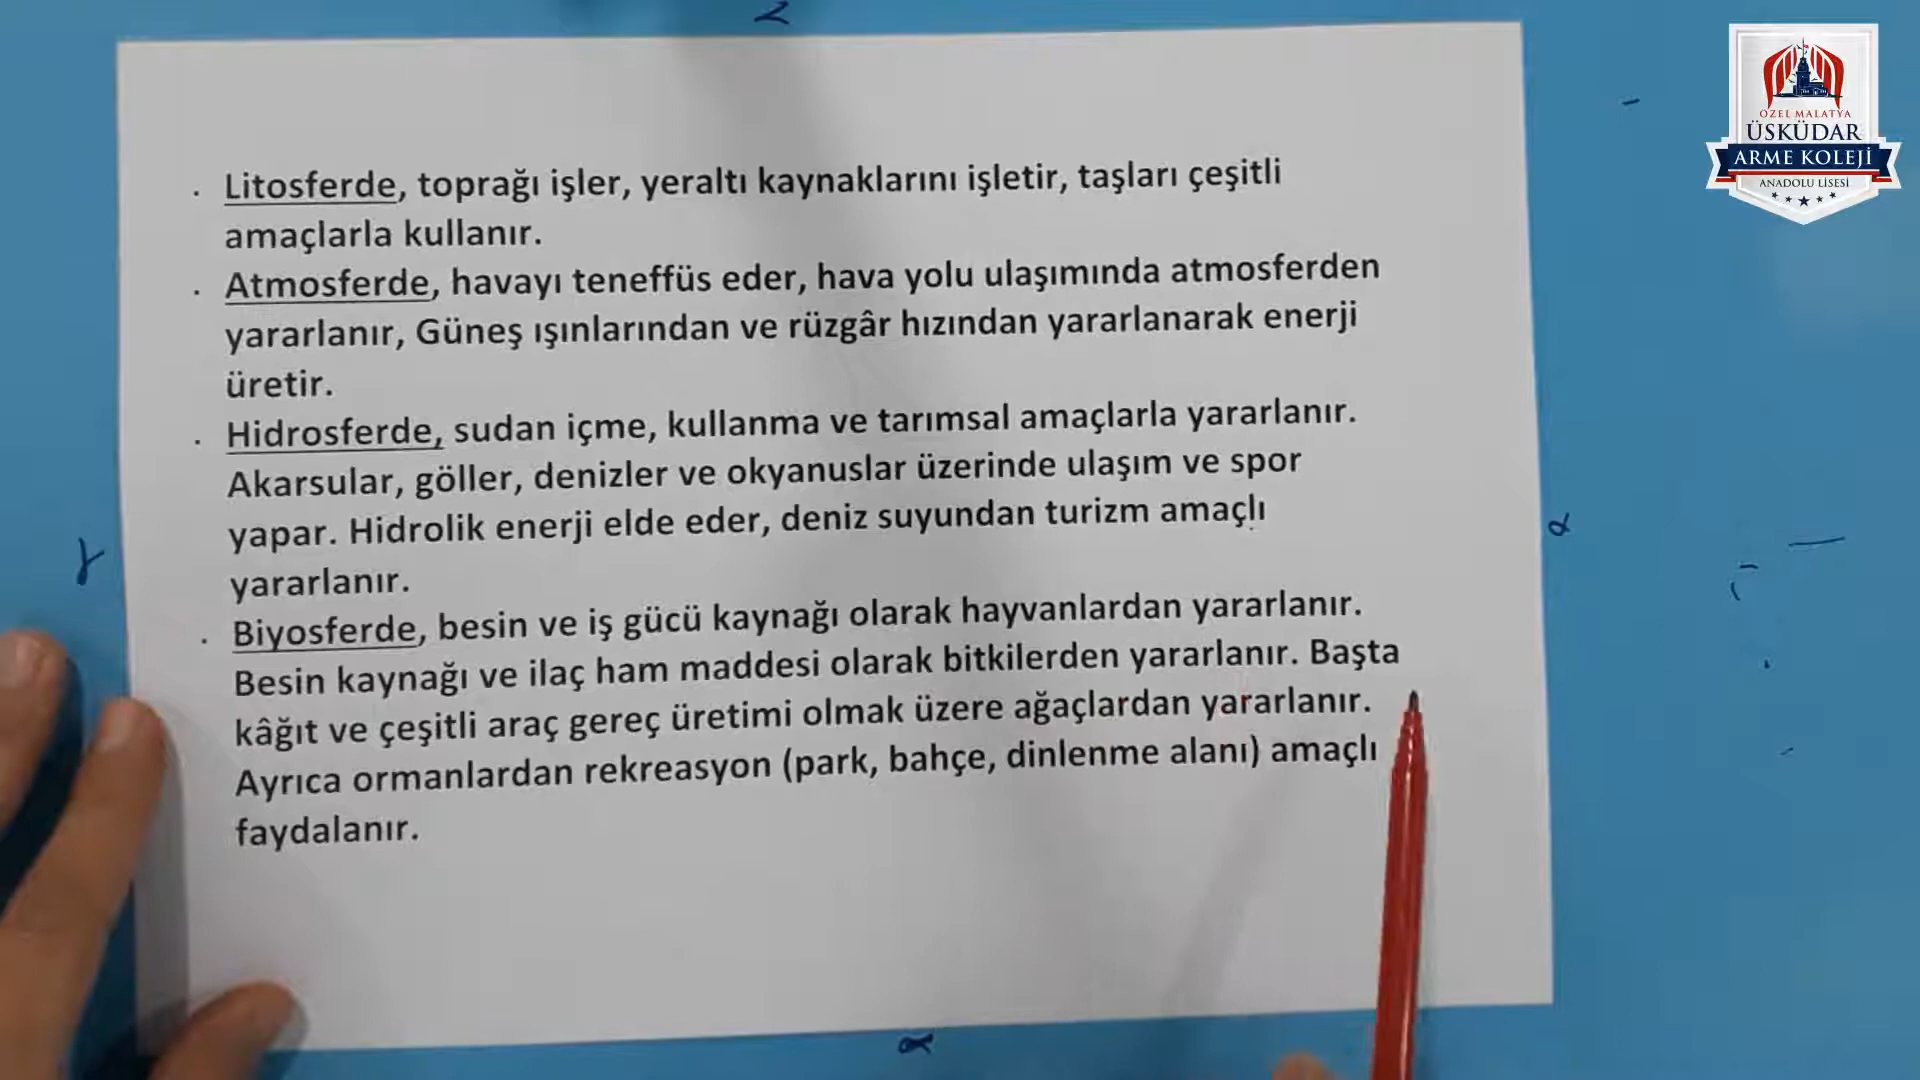 ÖZEL MALATYA
ÜSKÜDAR
ARME KOLEJİ
ANADOLU LİSESİ
· Litosferde, toprağı işler, yeraltı kaynaklarını işletir, taşları çeşitli
amaçlarla kullanır.
· Atmosferde, havayı teneffüs eder, hava yolu ulaşımında atmosferden
yararlanır, Güneş ışınlarından ve rüzgâr hızından yararlanarak enerji
üretir.
· Hidrosferde, sudan içme, kullanma ve tarımsal amaçlarla yararlanır.
Akarsular, göller, denizler ve okyanuslar üzerinde ulaşım ve spor
yapar. Hidrolik enerji elde eder, deniz suyundan turizm amaçlı
yararlanır.
· Biyosferde, besin ve iş gücü kaynağı olarak hayvanlardan yararlanır.
Besin kaynağı ve ilaç ham maddesi olarak bitkilerden yararlanır. Başta
kâğıt ve çeşitli araç gereç üretimi olmak üzere ağaçlardan yararlanır.
Ayrıca ormanlardan rekreasyon (park, bahçe, dinlenme alanı) amaçlı
faydalanır.